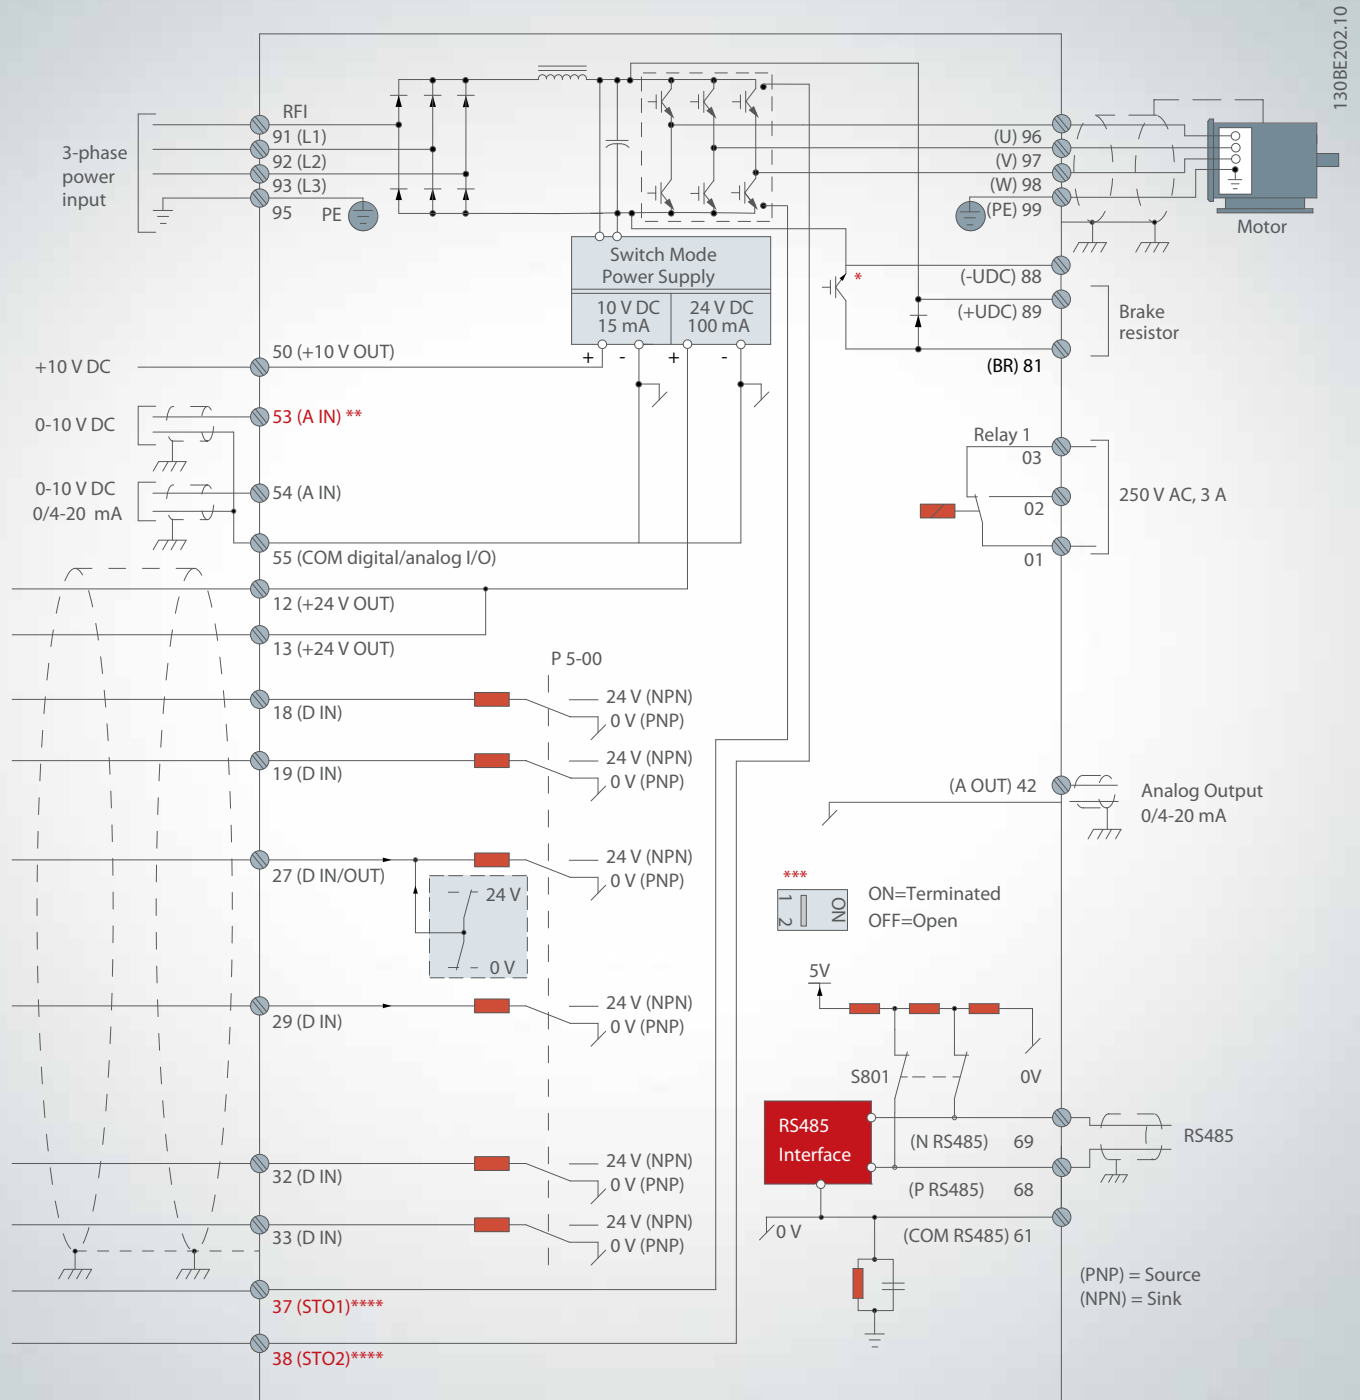 130BE202.10
RFI
91 (L1)
92 (L2)
93 (L3)
95
PE
3-phase
power
input
(U) 96
(V) 97
(W) 98
(PE) 99
Motor
Switch Mode
Power Supply
10 V DC
15 mA
24 V DC
100 mA
+
-
+
-
*
(-UDC) 88
(+UDC) 89
(BR) 81
Brake
resistor
+10 V DC
50 (+10 V OUT)
0-10 V DC
53 (A IN) **
0-10 V DC
0/4-20 mA
54 (A IN)
55 (COM digital/analog I/O)
12 (+24 V OUT)
13 (+24 V OUT)
Relay 1
03
02
01
250 V AC, 3 A
P 5-00
18 (D IN)
24 V (NPN)
0 V (PNP)
19 (D IN)
24 V (NPN)
0 V (PNP)
27 (D IN/OUT)
24 V (NPN)
0 V (PNP)
24 V
0 V
29 (D IN)
24 V (NPN)
0 V (PNP)
32 (D IN)
24 V (NPN)
0 V (PNP)
33 (D IN)
24 V (NPN)
0 V (PNP)
37 (STO1)****
38 (STO2)****
(A OUT) 42
Analog Output
0/4-20 mA
***
1 2
ON
ON=Terminated
OFF=Open
5V
S801
0V
RS485
Interface
(N RS485) 69
(P RS485) 68
RS485
0 V
(COM RS485) 61
(PNP) = Source
(NPN) = Sink